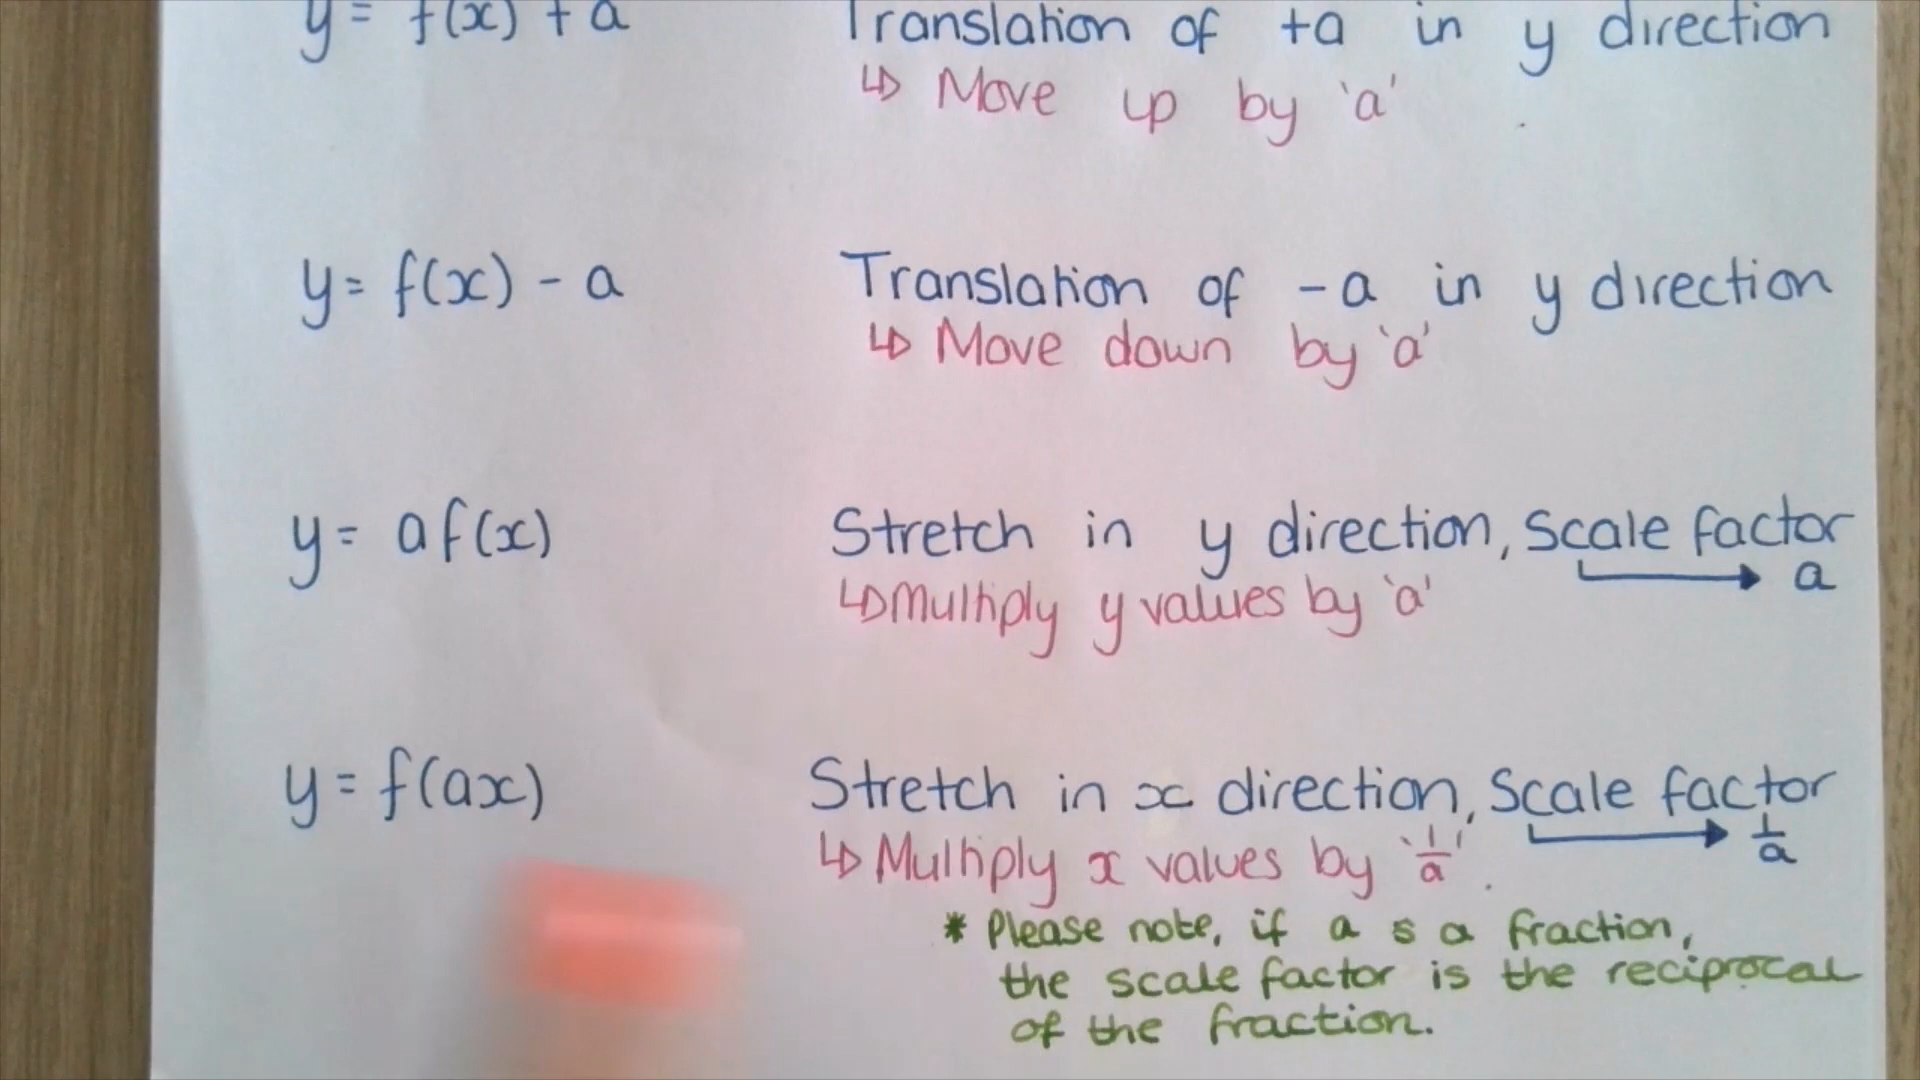 y = f(x) + a Translation of +a in y direction
↳ Move up by 'a'
y = f(x) - a Translation of -a in y direction
↳ Move down by 'a'
y = af(x) Stretch in y direction, Scale factor
↳ Multiply y values by 'a' → a
y = f(ax) Stretch in x direction, Scale factor
↳ Multiply x values by '1/a'. → 1/a
* Please note, if a s a fraction,
the scale factor is the reciprocal
of the fraction.